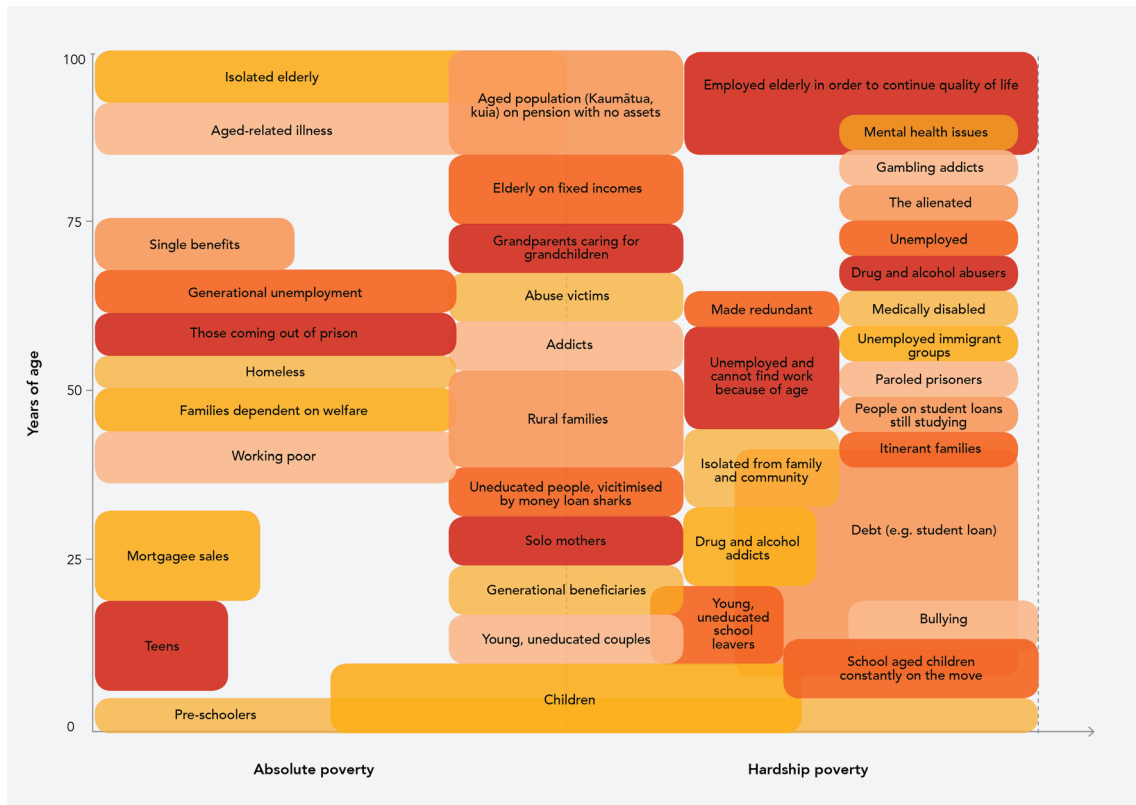 100
75
50
25
0
Years of age
Isolated elderly
Aged-related illness
Single benefits
Generational unemployment
Those coming out of prison
Homeless
Families dependent on welfare
Working poor
Mortgagee sales
Teens
Pre-schoolers
Aged population (Kaumātua,
kuia) on pension with no assets
Elderly on fixed incomes
Grandparents caring for
grandchildren
Abuse victims
Addicts
Rural families
Uneducated people, vicitimised
by money loan sharks
Solo mothers
Generational beneficiaries
Young, uneducated couples
Children
Employed elderly in order to continue quality of life
Made redundant
Unemployed and
cannot find work
because of age
Isolated from family
and community
Drug and alcohol
addicts
Young,
uneducated
school
leavers
Mental health issues
Gambling addicts
The alienated
Unemployed
Drug and alcohol abusers
Medically disabled
Unemployed immigrant
groups
Paroled prisoners
People on student loans
still studying
Itinerant families
Debt (e.g. student loan)
Bullying
School aged children
constantly on the move
Absolute poverty
Hardship poverty